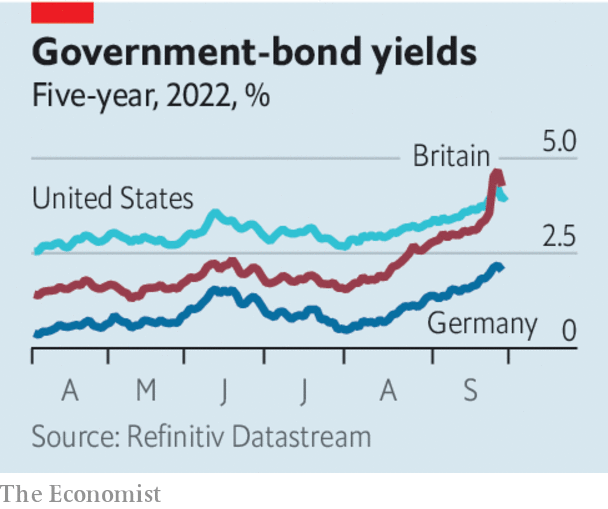 Government-bond yields
Five-year, 2022, %
5.0
Britain
United States
2.5
Germany
0
A M J J A S
Source: Refinitiv Datastream
The Economist